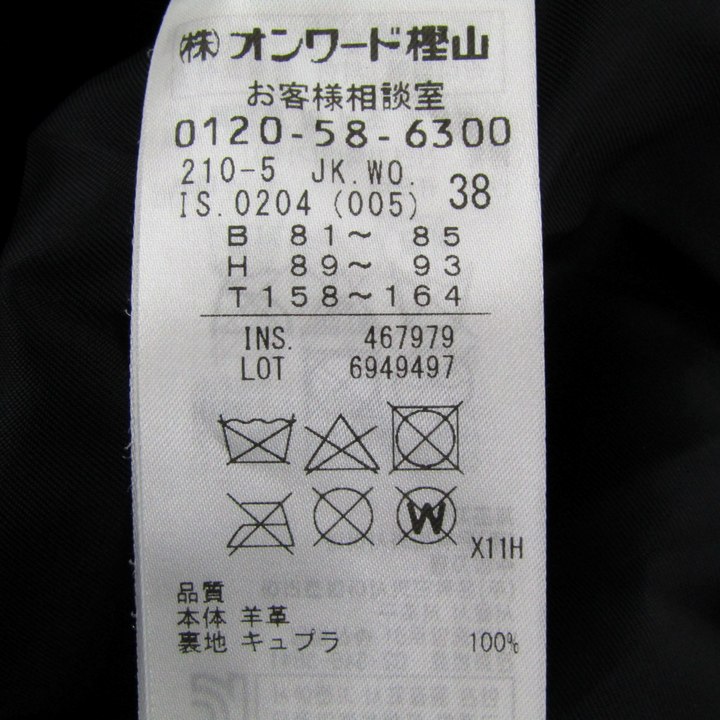 ㈱オンワード樫山
お客様相談室
0120-58-6300
210-5 JK.WO.
IS.0204 (005) 38
B 81～ 85
H 89～ 93
T158～164
INS. 467979
LOT 6949497
W
X11H
品質
本体 羊革
裏地 キュプラ 100%